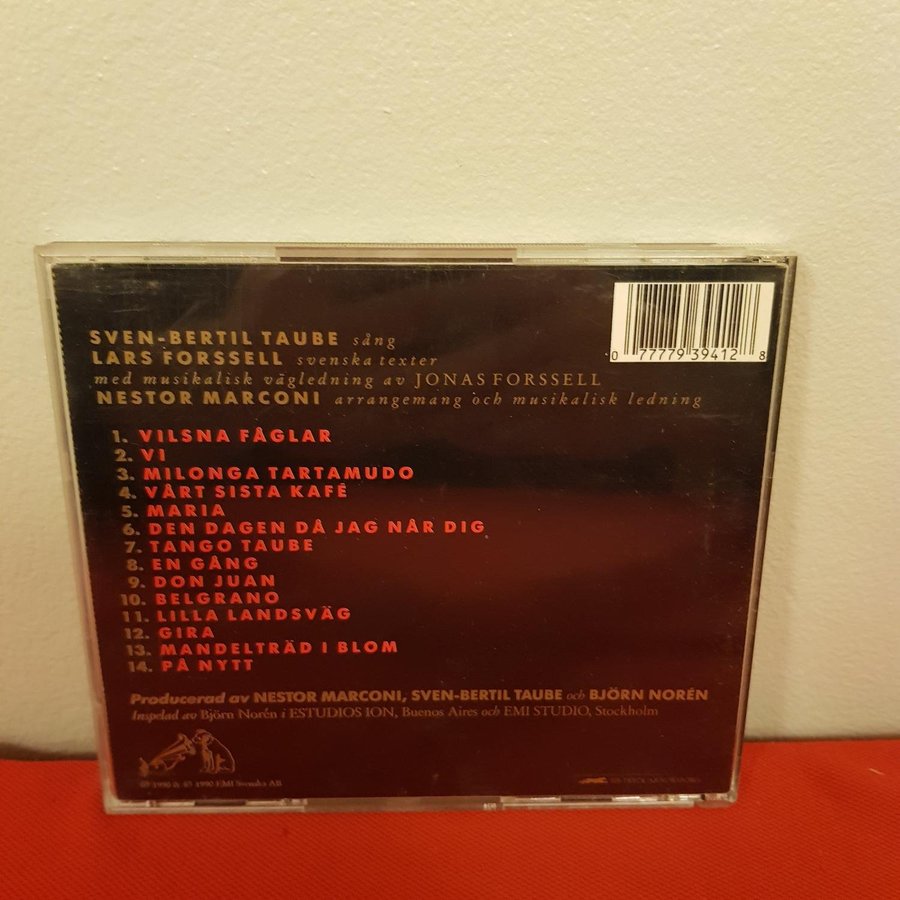 0 77779 39412 8
SVEN-BERTIL TAUBE sång
LARS FORSSELL svenska texter
med musikalisk vägledning av JONAS FORSSELL
NESTOR MARCONI arrangemang och musikalisk ledning
1. VILSNA FÅGLAR
2. VI
3. MILONGA TARTAMUDO
4. VÅRT SISTA KAFÉ
5. MARIA
6. DEN DAGEN DÅ JAG NÅR DIG
7. TANGO TAUBE
8. EN GÅNG
9. DON JUAN
10. BELGRANO
11. LILLA LANDSVÄG
12. GIRA
13. MANDELTRÄD I BLOM
14. PÅ NYTT
Producerad av NESTOR MARCONI, SVEN-BERTIL TAUBE och BJÖRN NORÉN
Inspelad av Björn Norén i ESTUDIOS ION, Buenos Aires och EMI STUDIO, Stockholm
1990 & 1990 EMI Svenska AB